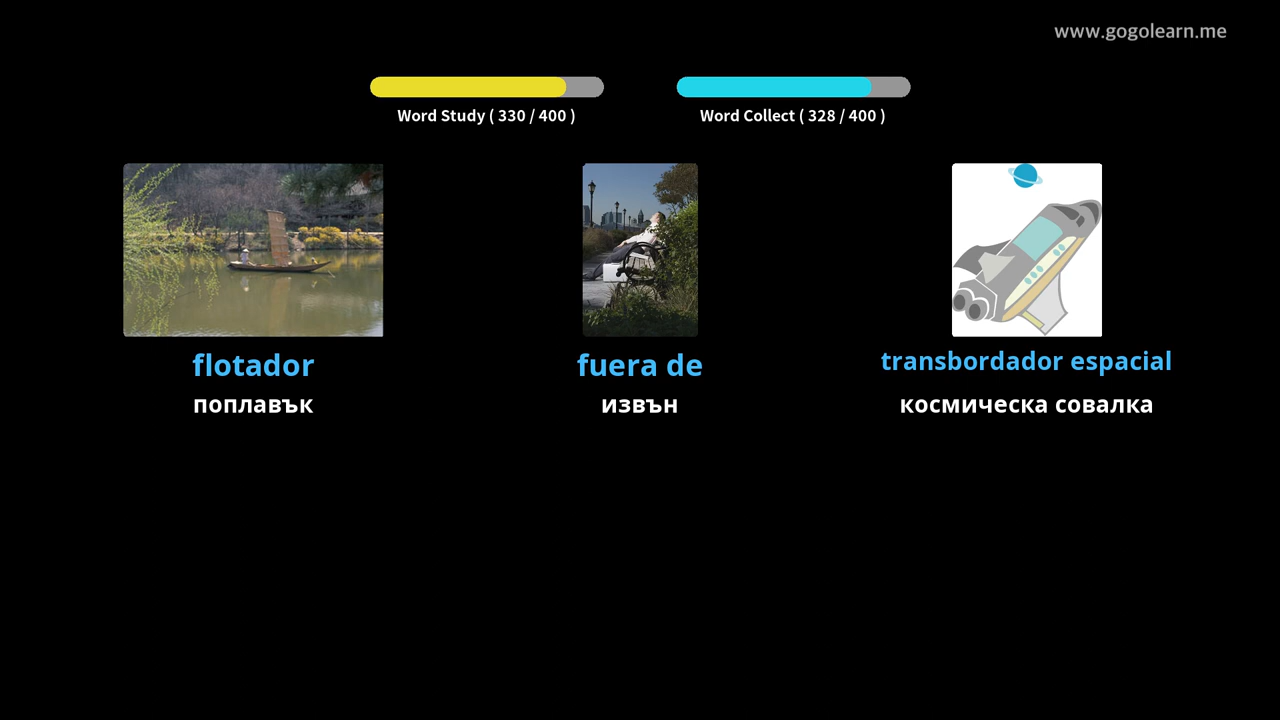 www.gogolearn.me
Word Study ( 330 / 400 )
Word Collect ( 328 / 400 )
flotador
поплавък
fuera de
извън
transbordador espacial
космическа совалка